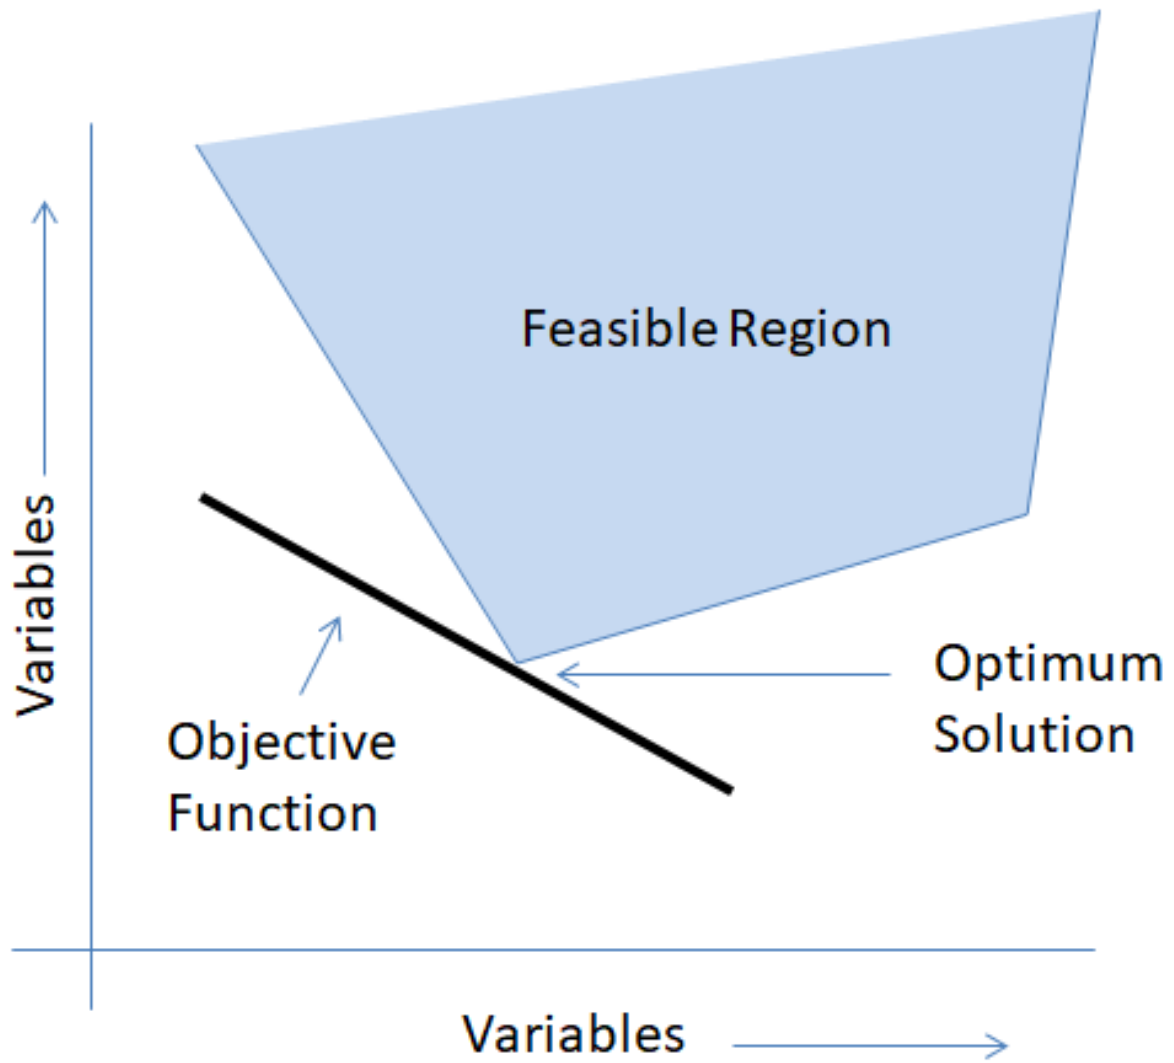 Feasible Region
Variables
Optimum
Solution
Objective
Function
Variables